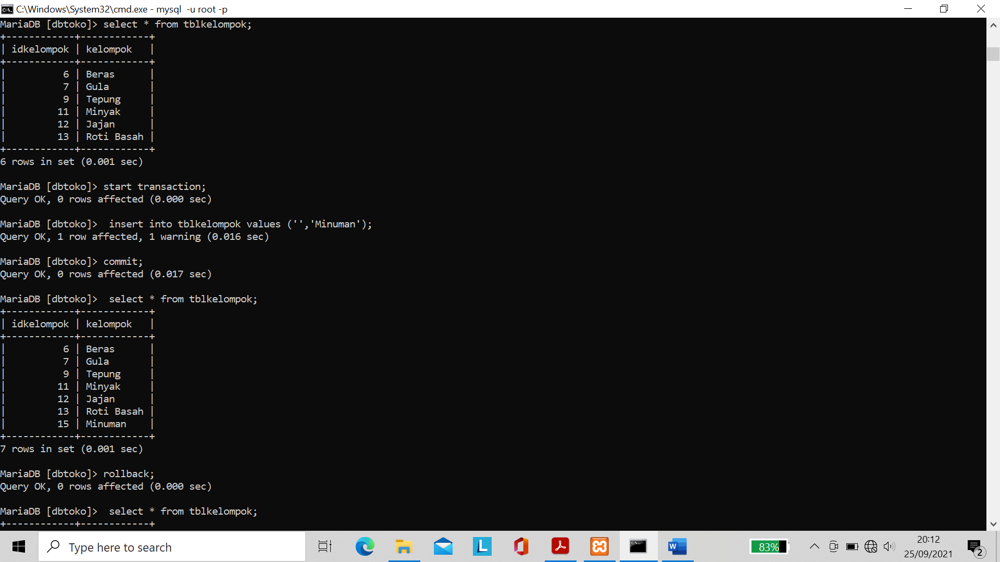 C:\Windows\System32\cmd.exe - mysql  -u root -p
MariaDB [dbtoko]> select * from tblkelompok;
+------------+------------+
| idkelompok | kelompok   |
+------------+------------+
|          6 | Beras      |
|          7 | Gula       |
|          9 | Tepung     |
|         11 | Minyak     |
|         12 | Jajan      |
|         13 | Roti Basah |
+------------+------------+
6 rows in set (0.001 sec)
MariaDB [dbtoko]> start transaction;
Query OK, 0 rows affected (0.000 sec)
MariaDB [dbtoko]>  insert into tblkelompok values ('','Minuman');
Query OK, 1 row affected, 1 warning (0.016 sec)
MariaDB [dbtoko]> commit;
Query OK, 0 rows affected (0.017 sec)
MariaDB [dbtoko]>  select * from tblkelompok;
+------------+------------+
| idkelompok | kelompok   |
+------------+------------+
|          6 | Beras      |
|          7 | Gula       |
|          9 | Tepung     |
|         11 | Minyak     |
|         12 | Jajan      |
|         13 | Roti Basah |
|         15 | Minuman    |
+------------+------------+
7 rows in set (0.001 sec)
MariaDB [dbtoko]> rollback;
Query OK, 0 rows affected (0.000 sec)
MariaDB [dbtoko]>  select * from tblkelompok;
+------------+------------+
Type here to search
L
W
83%
20:12
25/09/2021
2